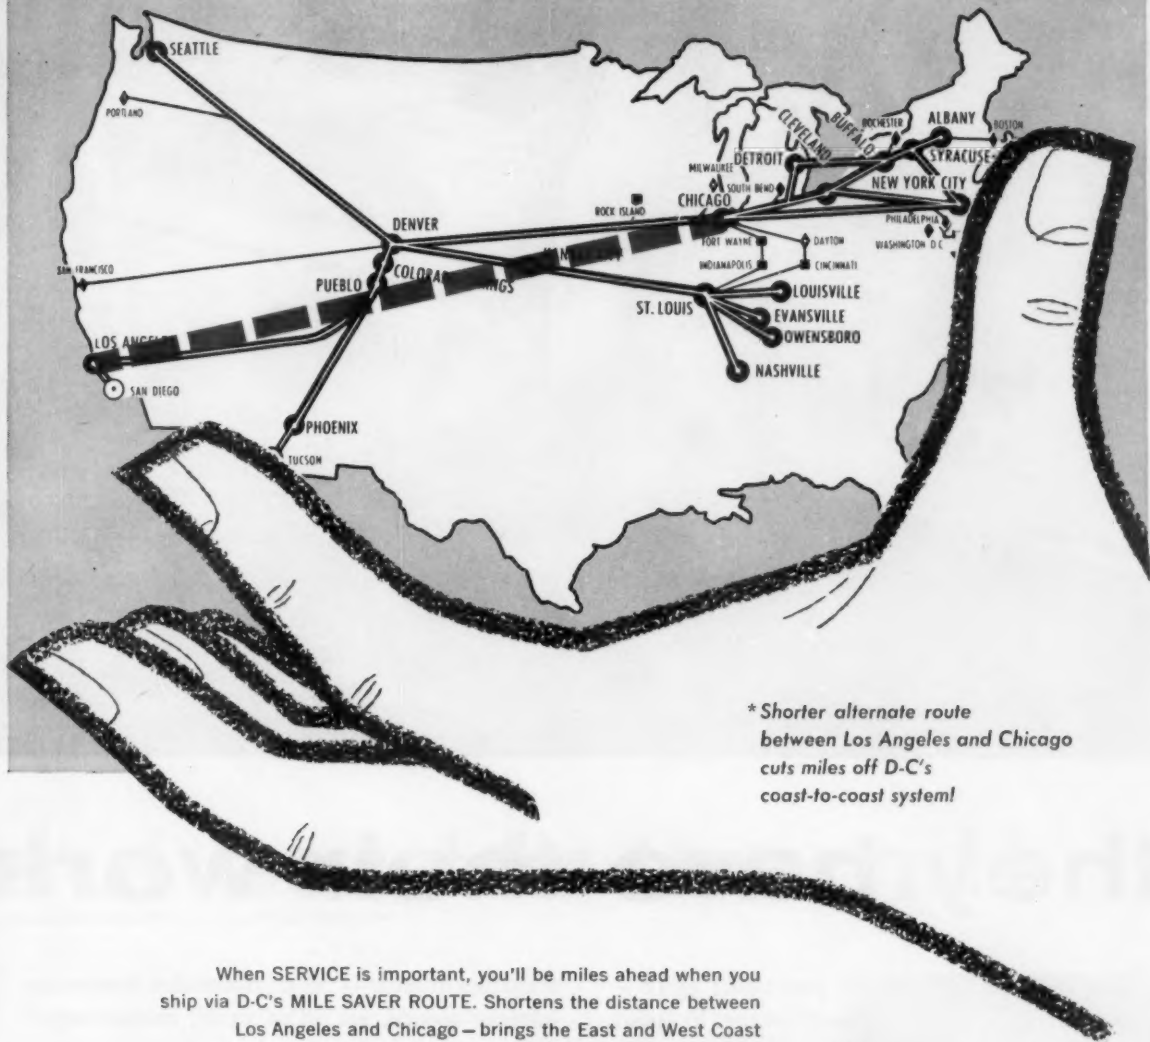 SEATTLE
PORTLAND
ALBANY
BOSTON
ROCHESTER
BUFFALO
CLEVELAND
SYRACUSE
DETROIT
MILWAUKEE
SOUTH BEND
NEW YORK CITY
CHICAGO
ROCK ISLAND
PHILADELPHIA
WASHINGTON D.C.
DENVER
FORT WAYNE
DAYTON
INDIANAPOLIS
CINCINNATI
SAN FRANCISCO
PUEBLO
LOUISVILLE
ST. LOUIS
EVANSVILLE
OWENSBORO
LOS ANGELES
NASHVILLE
SAN DIEGO
PHOENIX
TUCSON
*Shorter alternate route
between Los Angeles and Chicago
cuts miles off D-C's
coast-to-coast system!
When SERVICE is important, you'll be miles ahead when you
ship via D-C's MILE SAVER ROUTE. Shortens the distance between
Los Angeles and Chicago — brings the East and West Coast